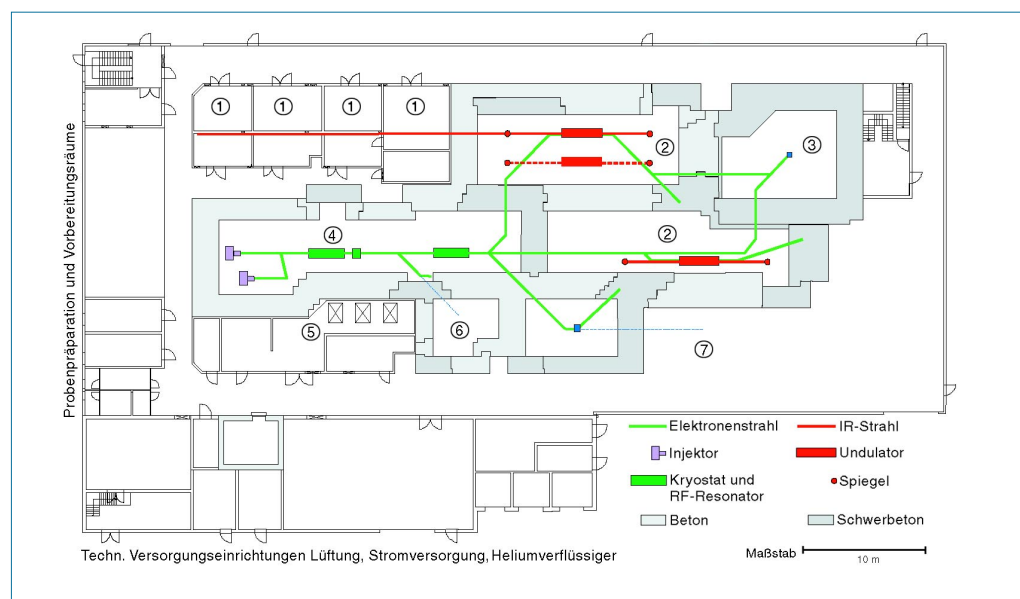 ① ① ① ①
②
③
④
②
⑤
⑥
⑦
Probenpräparation und Vorbereitungsräume
Elektronenstrahl
IR-Strahl
Injektor
Undulator
Kryostat und
RF-Resonator
Spiegel
Beton
Schwerbeton
Techn. Versorgungseinrichtungen Lüftung, Stromversorgung, Heliumverflüssiger
Maßstab
10 m